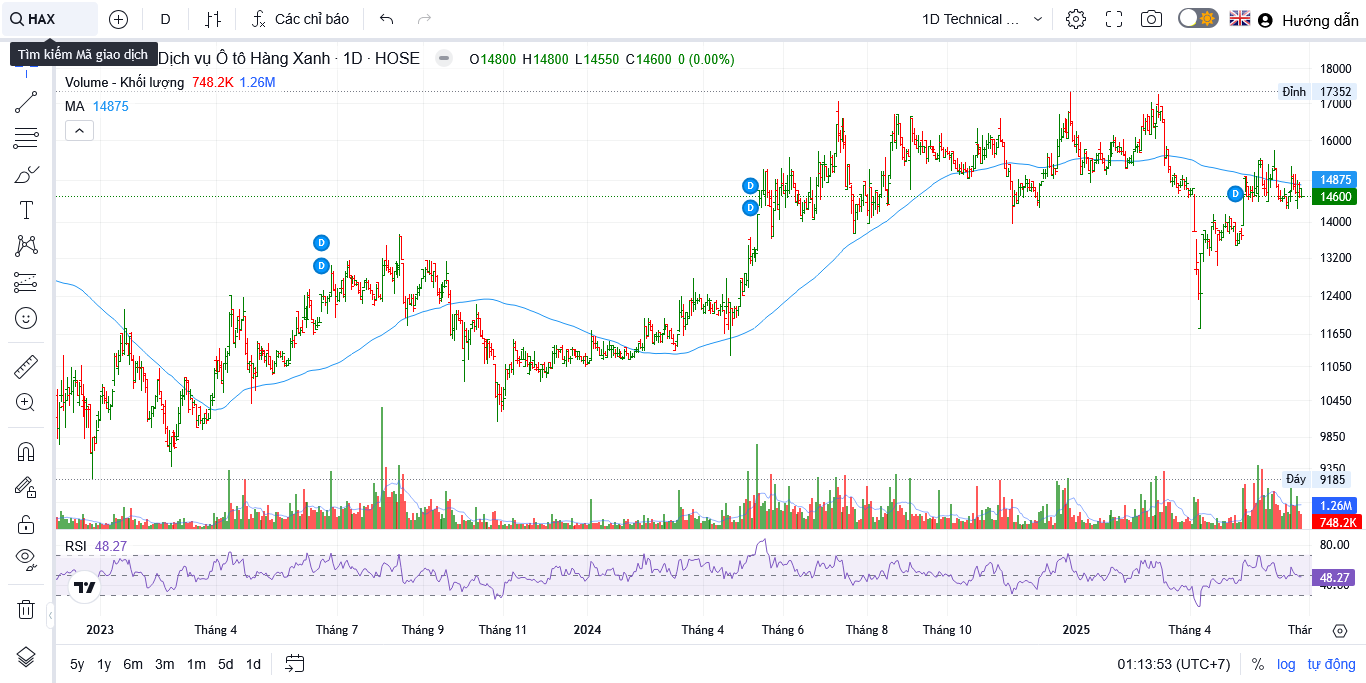 HAX
D
Các chỉ báo
1D Technical ...
Hướng dẫn
Tìm kiếm Mã giao dịch
Dịch vụ Ô tô Hàng Xanh · 1D · HOSE
O14800 H14800 L14550 C14600 0 (0.00%)
Volume - Khối lượng 748.2K 1.26M
MA 14875
18000
Đỉnh 17352
17000
16000
14875
14600
14000
13200
12400
11650
11050
10450
9850
9350
Đáy 9185
1.26M
748.2K
D
D
D
D
D
RSI 48.27
80.00
48.27
40.00
2023 Tháng 4 Tháng 7 Tháng 9 Tháng 11 2024 Tháng 4 Tháng 6 Tháng 8 Tháng 10 2025 Tháng 4 Thár
5y 1y 6m 3m 1m 5d 1d
01:13:53 (UTC+7) % log tự động